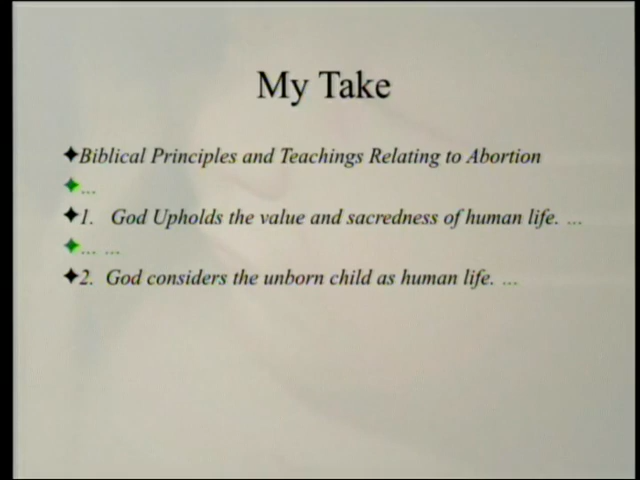 My Take
✦Biblical Principles and Teachings Relating to Abortion
✦...
✦1. God Upholds the value and sacredness of human life. ...
✦... ...
✦2. God considers the unborn child as human life. ...